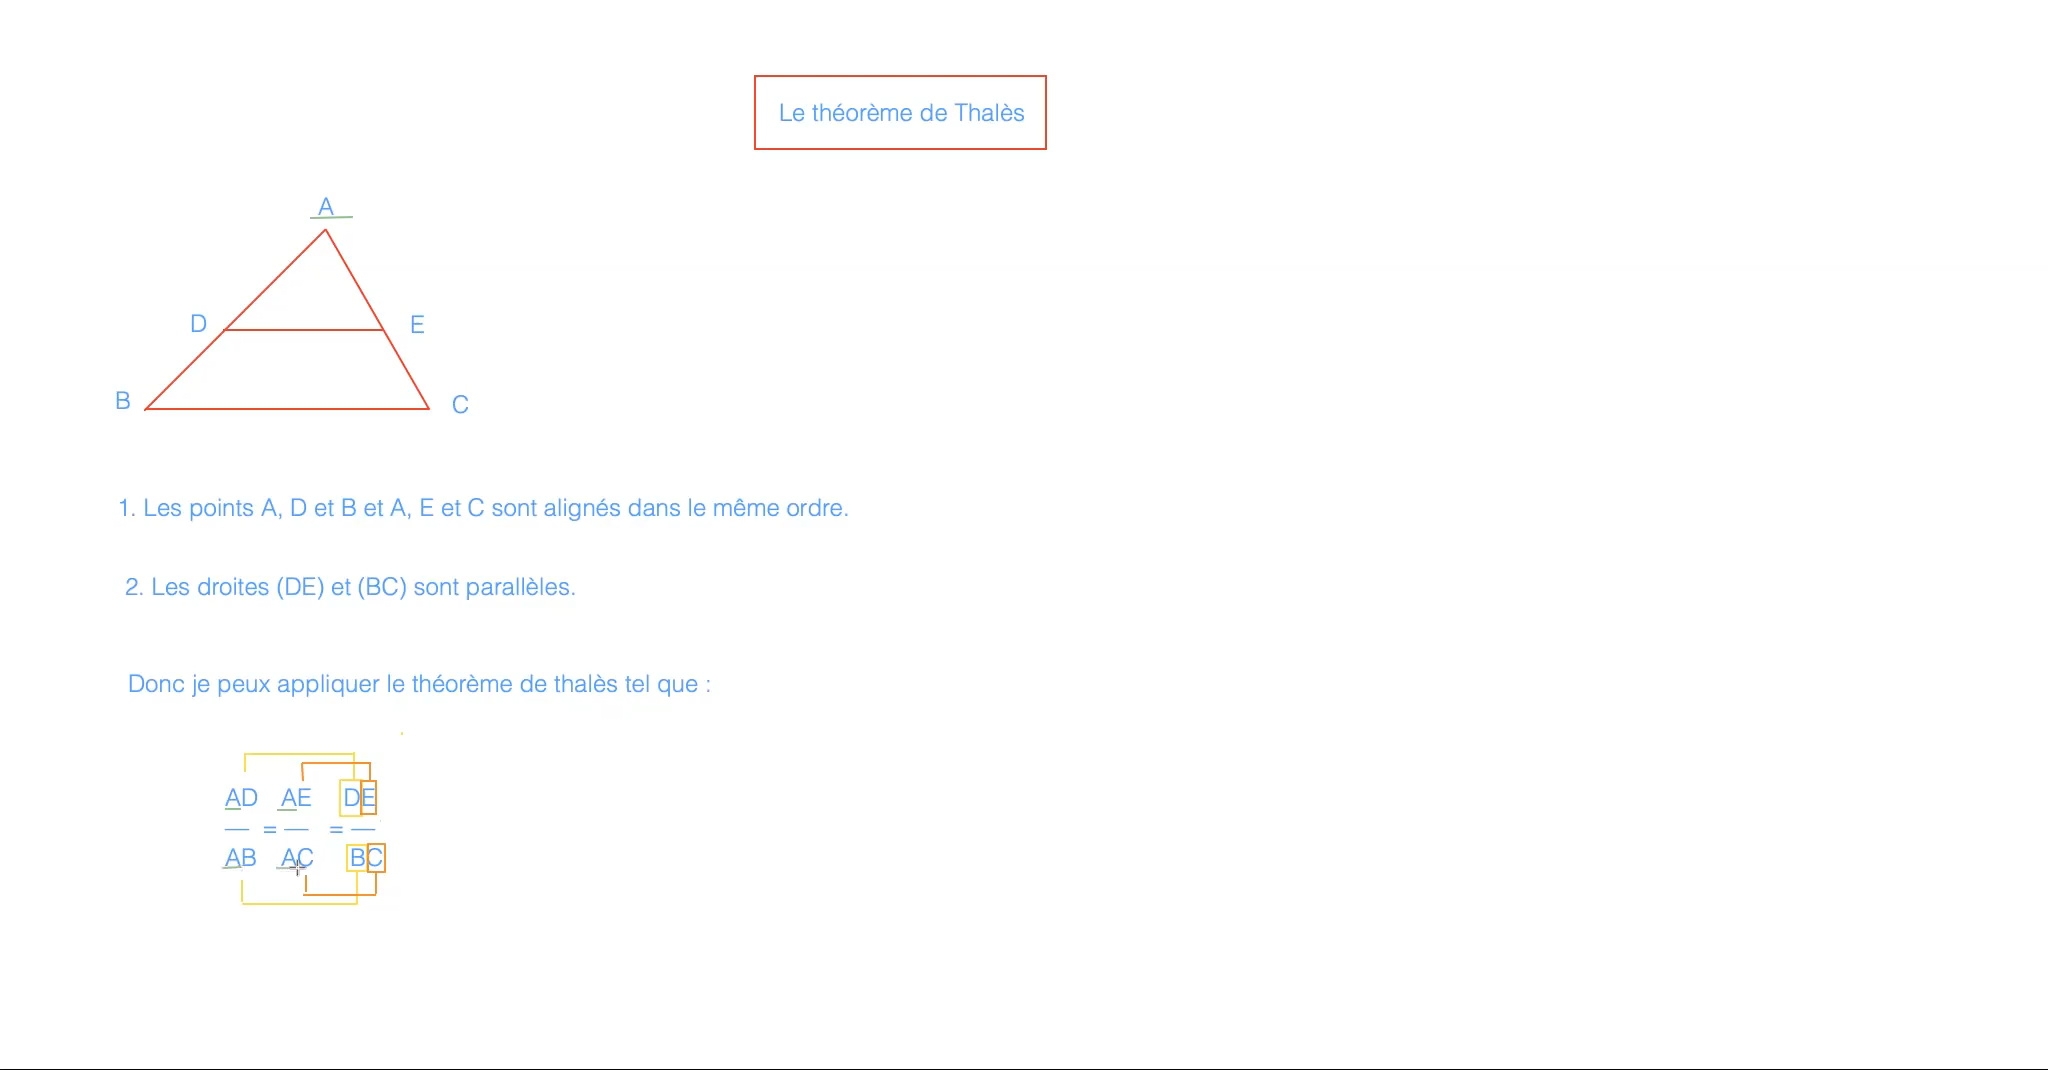 Le théorème de Thalès
A
D
E
B
C
1. Les points A, D et B et A, E et C sont alignés dans le même ordre.
2. Les droites (DE) et (BC) sont parallèles.
Donc je peux appliquer le théorème de thalès tel que :
AD AE DE
— = — = —
AB AC BC